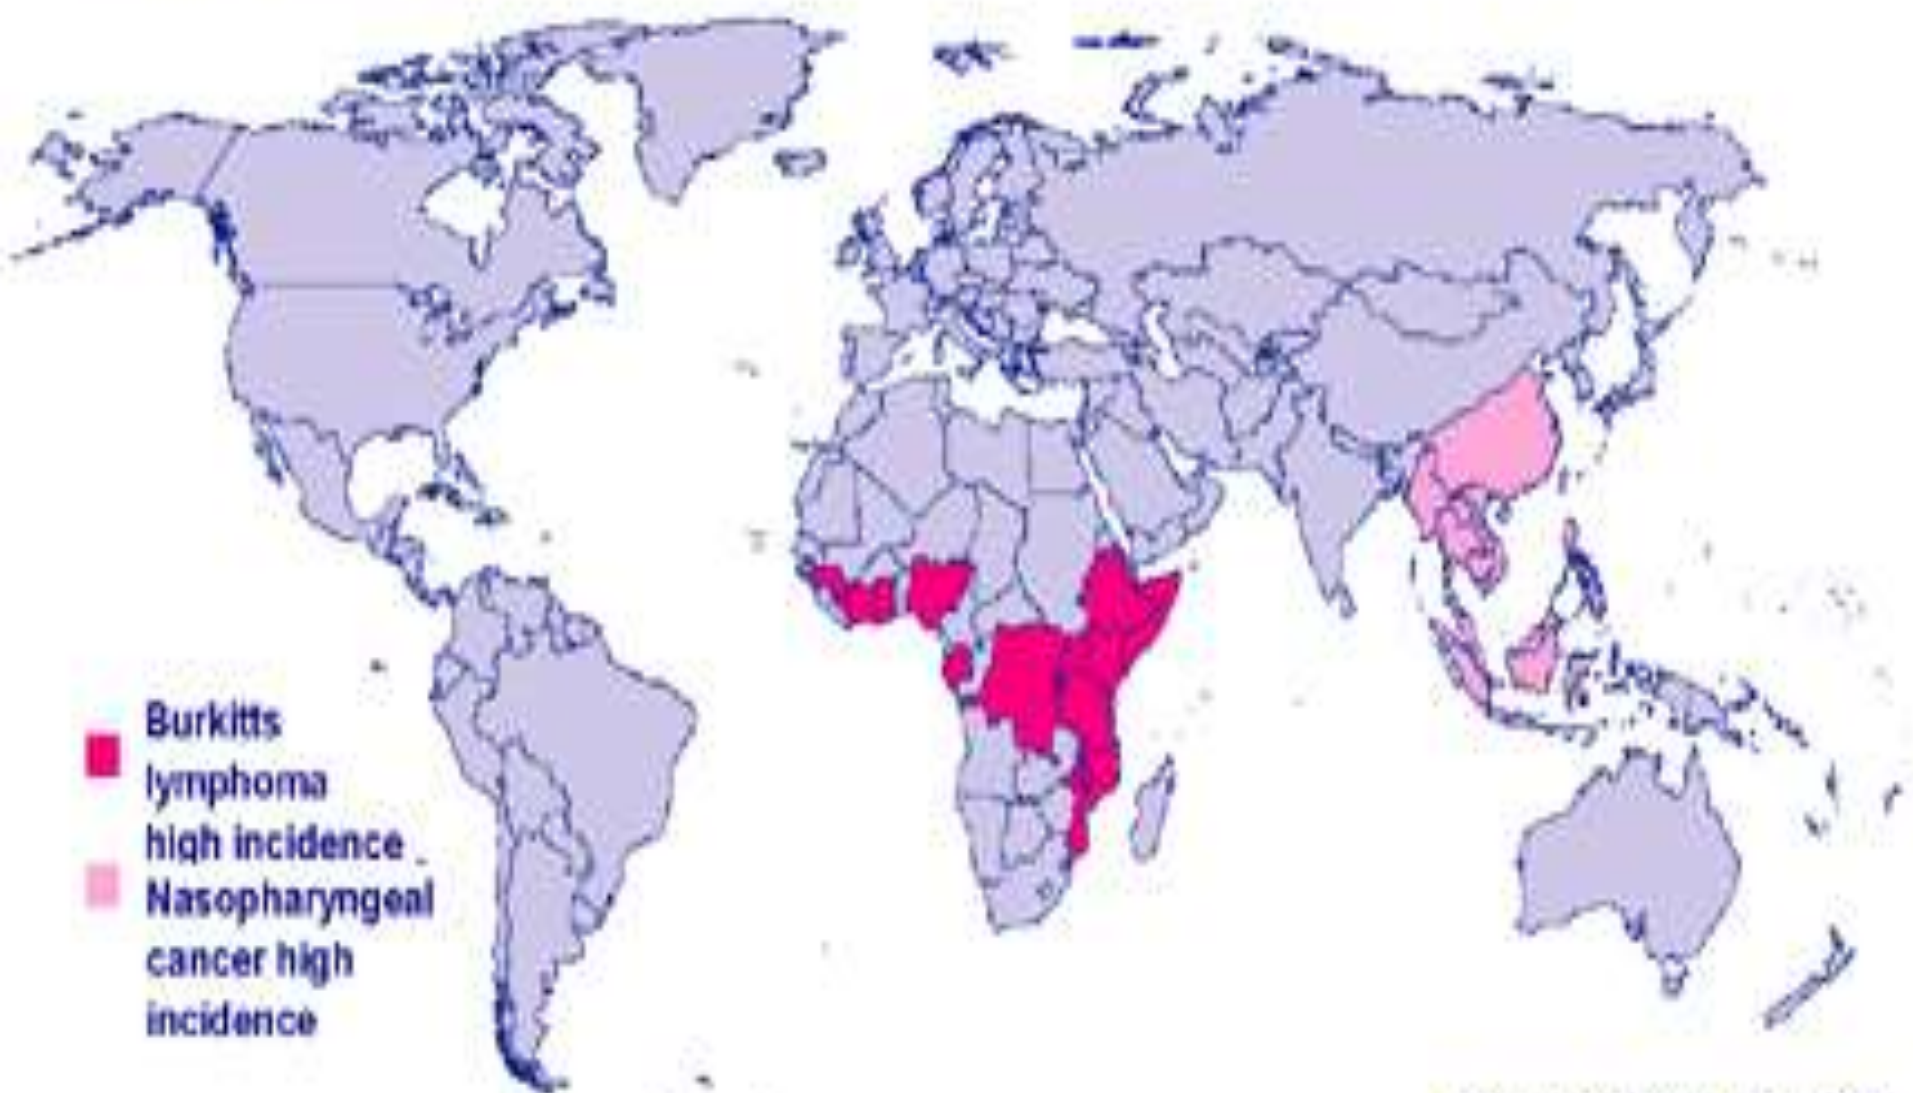 Burkitts
lymphoma
high incidence
Nasopharyngeal
cancer high
incidence